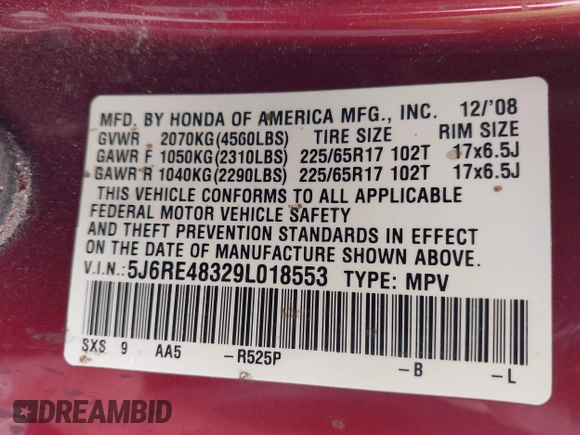 MFD. BY HONDA OF AMERICA MFG., INC. 12/'08
GVWR 2070KG(4560LBS) TIRE SIZE RIM SIZE
GAWR F 1050KG(2310LBS) 225/65R17 102T 17x6.5J
GAWR R 1040KG(2290LBS) 225/65R17 102T 17x6.5J
THIS VEHICLE CONFORMS TO ALL APPLICABLE
FEDERAL MOTOR VEHICLE SAFETY
AND THEFT PREVENTION STANDARDS IN EFFECT
ON THE DATE OF MANUFACTURE SHOWN ABOVE.
V.I.N.: 5J6RE48329L018553 TYPE: MPV
SXS 9 AA5 –R525P –B –L
DREAMBID